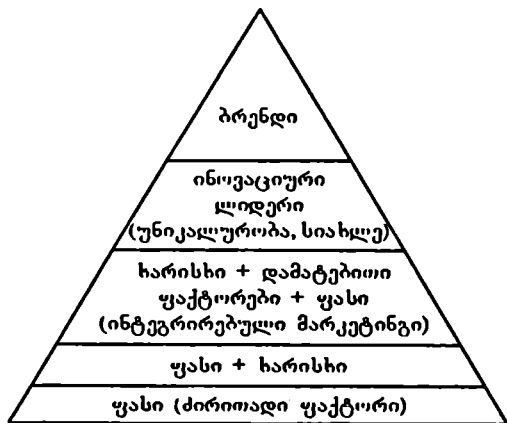 ბრენდი
ინოვაციური
ლიდერი
(უნიკალურობა, სიახლე)
ხარისხი + დამატებითი
ფაქტორები + ფასი
(ინტეგრირებული მარკეტინგი)
ფასი + ხარისხი
ფასი (ძირითადი ფაქტორი)